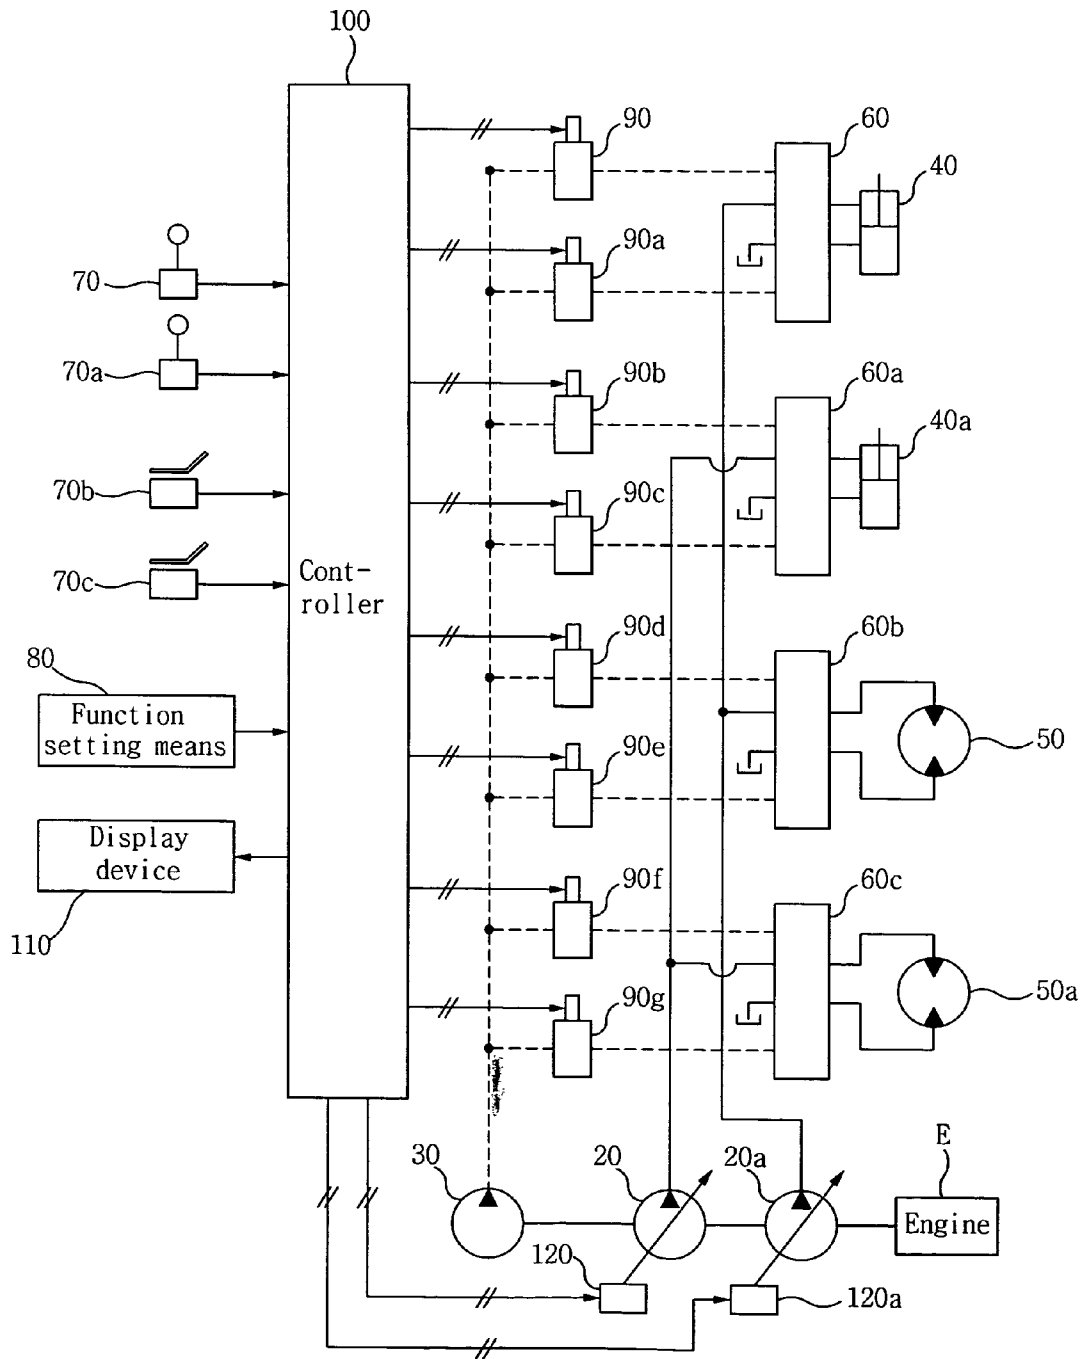 100
90
60
40
90a
70
70a
90b
60a
40a
70b
90c
70c
Cont-
roller
90d
60b
80
Function
setting means
90e
50
Display
device
90f
60c
110
90g
50a
30
20
20a
E
Engine
120
120a